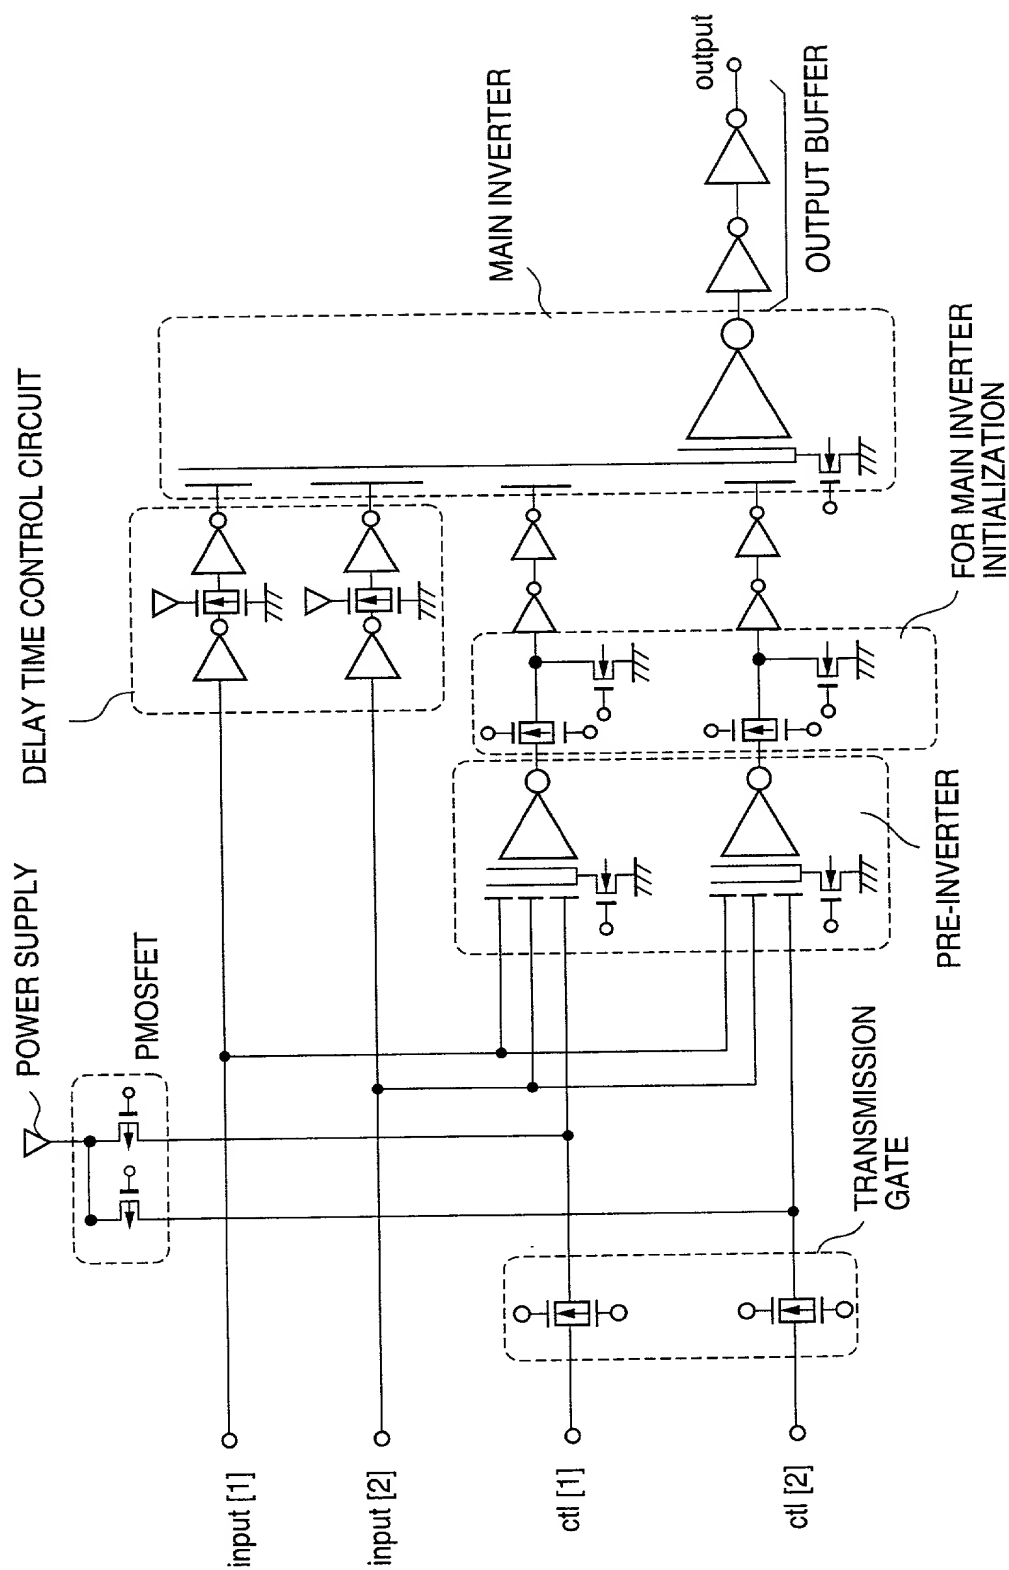 POWER SUPPLY
PMOSFET
DELAY TIME CONTROL CIRCUIT
MAIN INVERTER
output
OUTPUT BUFFER
FOR MAIN INVERTER
INITIALIZATION
PRE-INVERTER
TRANSMISSION
GATE
input [1]
input [2]
ctl [1]
ctl [2]